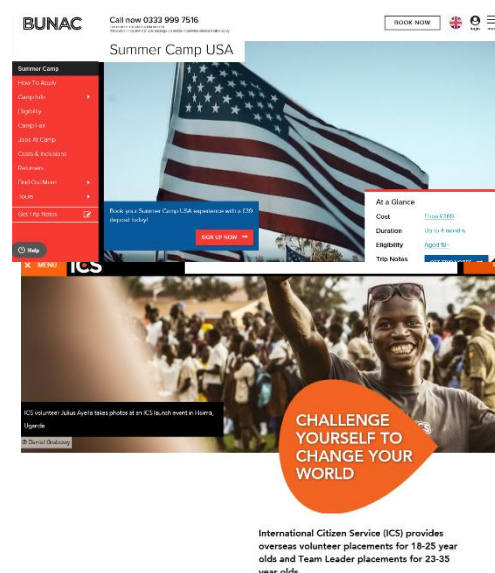 BUNAC
Call now 0333 999 7516
BOOK NOW
login
Summer Camp USA
Summer Camp
How To Apply
Camp Info
Eligibility
Camp Fair
Jobs At Camp
Costs & Inclusions
Returners
Find Out More
Tours
Get Trip Notes
Help
Book your Summer Camp USA experience with a £39
deposit today!
SIGN UP NOW
At a Glance
Cost
From £369
Duration
Up to 4 months
Eligibility
Aged 18+
Trip Notes
GET TRIP NOTES
X MENU
ICS
ICS volunteer Julius Ayella takes photos at an ICS launch event in Hoima,
Uganda
CHALLENGE
YOURSELF TO
CHANGE YOUR
WORLD
International Citizen Service (ICS) provides
overseas volunteer placements for 18-25 year
olds and Team Leader placements for 23-35
year olds